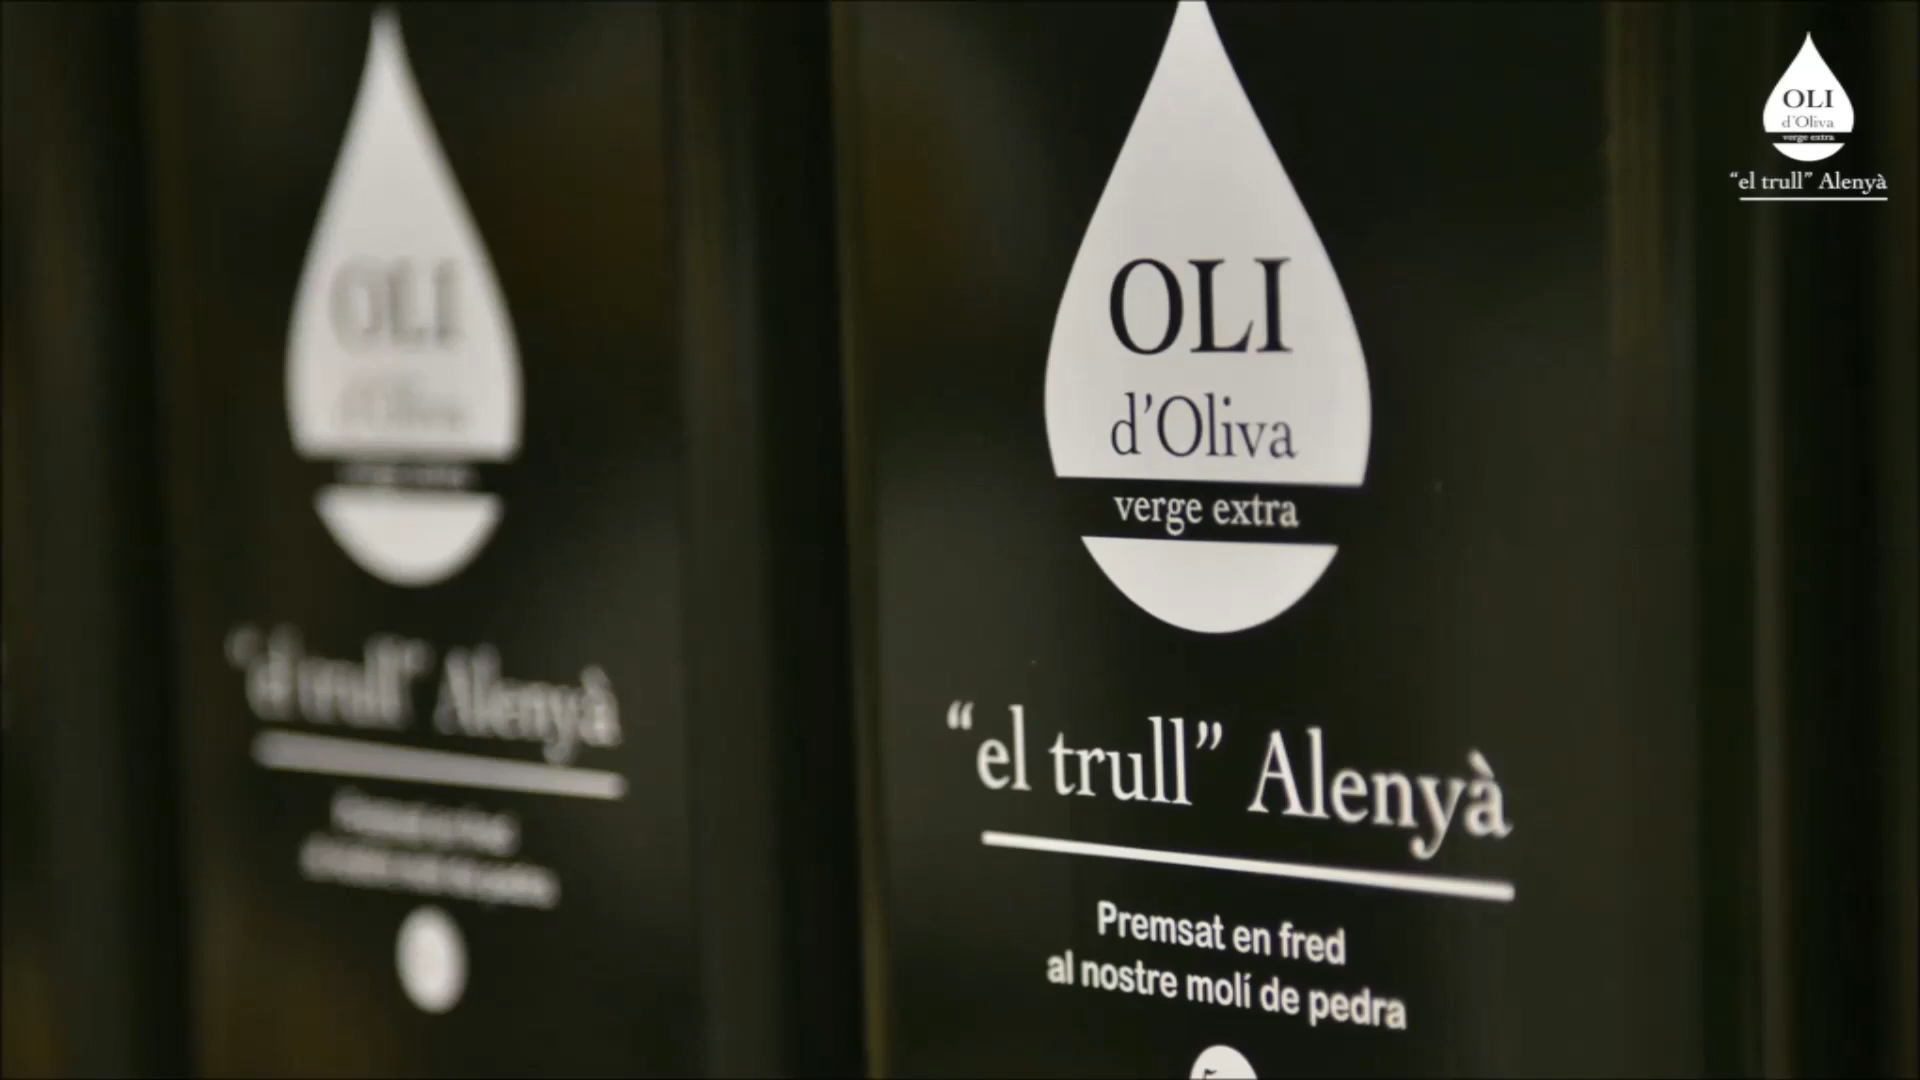 OLI
d'Oliva
verge extra
“el trull” Alenyà
Premsat en fred
al nostre molí de pedra
OLI
d'Oliva
“el trull” Alenyà
OLI
d'Oliva
verge extra
“el trull” Alenyà